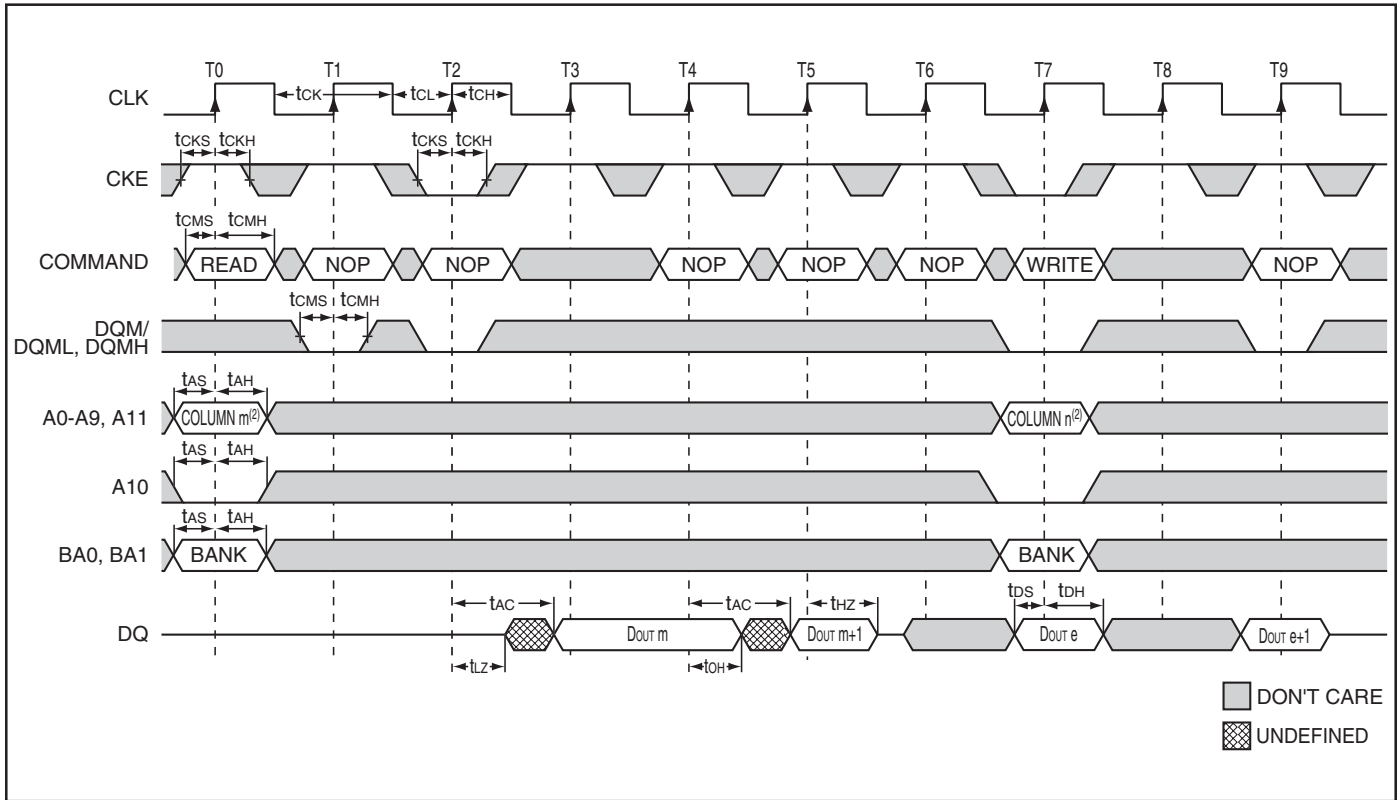 T0 T1 T2 T3 T4 T5 T6 T7 T8 T9
CLK tCK tCL tCH
tCKS tCKH tCKS tCKH
CKE
tCMS tCMH
COMMAND READ NOP NOP NOP NOP NOP WRITE NOP
tCMS tCMH
DQM/
DQML, DQMH
tAS tAH
A0-A9, A11 COLUMN m(2) COLUMN n(2)
tAS tAH
A10
tAS tAH
BA0, BA1 BANK BANK
tAC tAC tHZ tDS tDH
DQ DOUT m DOUT m+1 DOUT e DOUT e+1
tLZ tOH
DON'T CARE
UNDEFINED